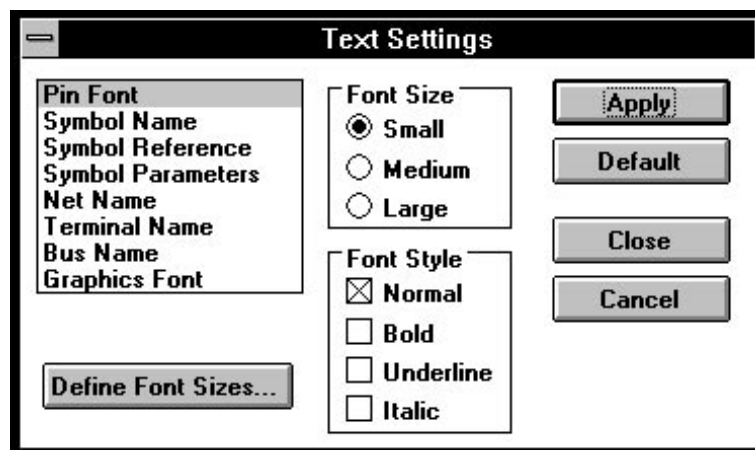 Text Settings
Pin Font
Symbol Name
Symbol Reference
Symbol Parameters
Net Name
Terminal Name
Bus Name
Graphics Font
Define Font Sizes...
Font Size
Small
Medium
Large
Font Style
Normal
Bold
Underline
Italic
Apply
Default
Close
Cancel